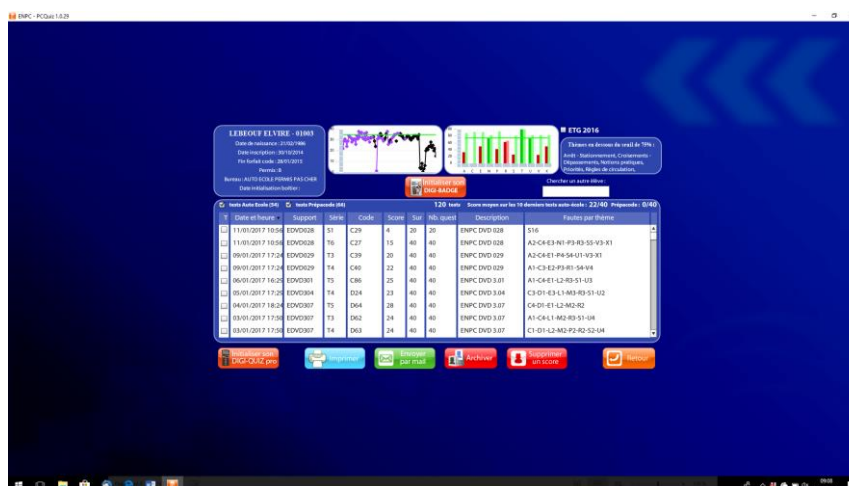 ENPC - PCQuiz 1.0.29
LEBEOUF ELVIRE - 01003
Date de naissance : 21/02/1986
Date inscription : 30/10/2014
Fin forfait code : 28/01/2015
Permis : B
Bureau : AUTO ECOLE PERMIS PAS CHER
Date initialisation boîtier :
Initialiser son
DIGI-BADGE
ETG 2016
Thèmes en dessous du seuil de 75% :
Arrêt - Stationnement, Croisements -
Dépassements, Notions pratiques,
Priorités, Règles de circulation,
Chercher un autre élève :
tests Auto Ecole (54) tests Prépacode (66) 120 tests Score moyen sur les 10 derniers tests auto-école : 22/40 Prépacode : 0/40
T Date et heure Support Série Code Score Sur Nb. quest Description Fautes par thème
11/01/2017 10:56 EDVD028 S1 C29 4 20 20 ENPC DVD 028 S16
11/01/2017 10:56 EDVD028 T6 C27 15 40 40 ENPC DVD 028 A2-C4-E3-N1-P3-R3-S5-V3-X1
09/01/2017 17:24 EDVD029 T3 C39 20 40 40 ENPC DVD 029 A2-C4-E1-P4-S4-U1-V3-X1
09/01/2017 17:24 EDVD029 T4 C40 22 40 40 ENPC DVD 029 A1-C3-E2-P3-R1-S4-V4
06/01/2017 16:29 EDVD301 T5 C86 25 40 40 ENPC DVD 3.01 A1-C4-E1-L2-R3-S1-U3
05/01/2017 17:25 EDVD304 T4 D24 23 40 40 ENPC DVD 3.04 C3-D1-E3-L1-M3-R3-S1-U2
04/01/2017 18:24 EDVD307 T5 D64 28 40 40 ENPC DVD 3.07 C4-D1-E1-L2-M2-R2
03/01/2017 17:50 EDVD307 T3 D62 24 40 40 ENPC DVD 3.07 A1-C4-L1-M2-R3-S1-U4
03/01/2017 17:50 EDVD307 T4 D63 24 40 40 ENPC DVD 3.07 C1-D1-L2-M2-P2-R2-S2-U4
Initialiser son
DIGI-QUIZ pro
Imprimer
Envoyer
par mail
Archiver
Supprimer
un score
Retour
09:08